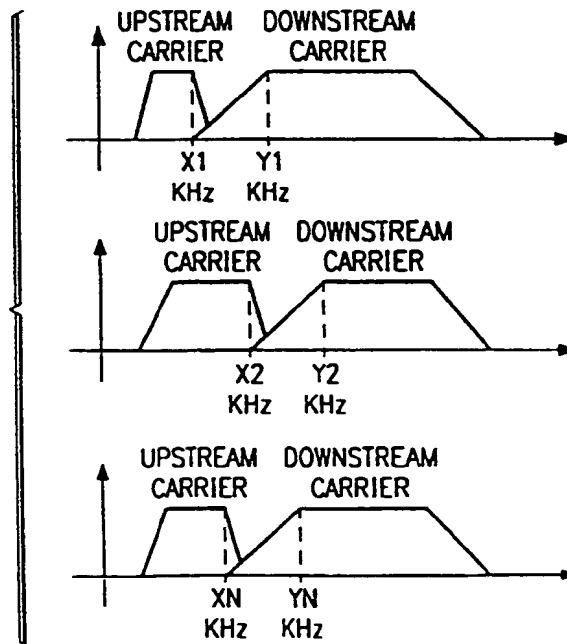 UPSTREAM DOWNSTREAM
CARRIER CARRIER
X1 Y1
KHz KHz
UPSTREAM DOWNSTREAM
CARRIER CARRIER
X2 Y2
KHz KHz
UPSTREAM DOWNSTREAM
CARRIER CARRIER
XN YN
KHz KHz